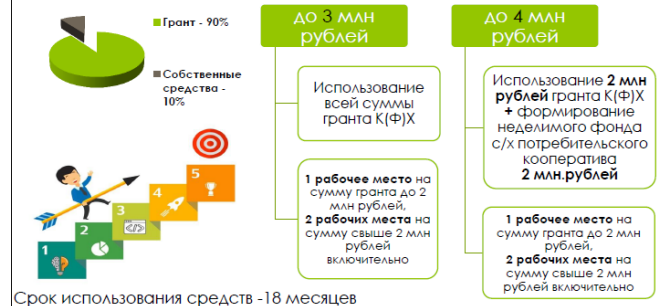 Грант - 90%
Собственные
средства -
10%
до 3 млн
рублей
Использование
всей суммы
гранта К(Ф)Х
1 рабочее место на
сумму гранта до 2
млн рублей,
2 рабочих места на
сумму свыше 2 млн
рублей
включительно
до 4 млн
рублей
Использование 2 млн
рублей гранта К(Ф)Х
+ формирование
неделимого фонда
с/х потребительского
кооператива
2 млн.рублей
1 рабочее место на
сумму гранта до 2 млн
рублей,
2 рабочих места на
сумму свыше 2 млн
рублей включительно
5
4
3
2
1
Срок использования средств -18 месяцев